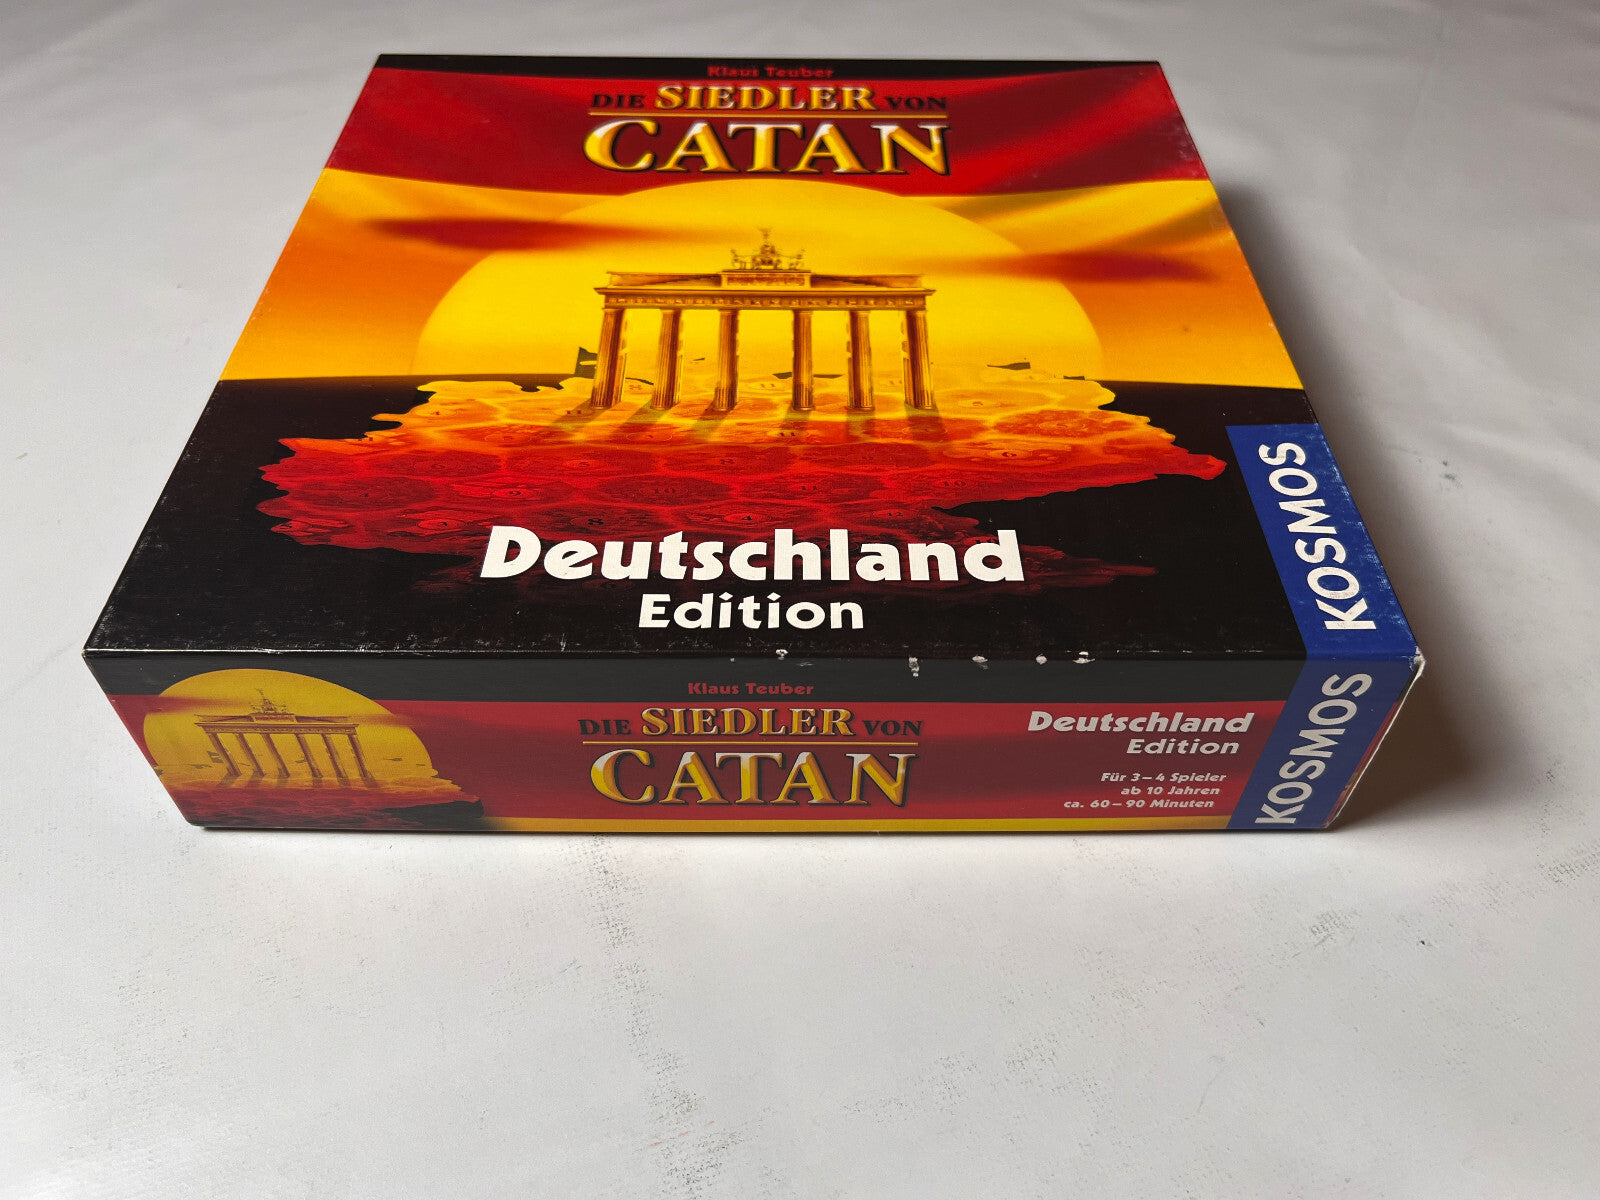 Klaus Teuber
DIE SIEDLER VON
CATAN
Deutschland
Edition
KOSMOS
Klaus Teuber
DIE SIEDLER VON
CATAN
Deutschland
Edition
Für 3–4 Spieler
ab 10 Jahren
ca. 60–90 Minuten
KOSMOS